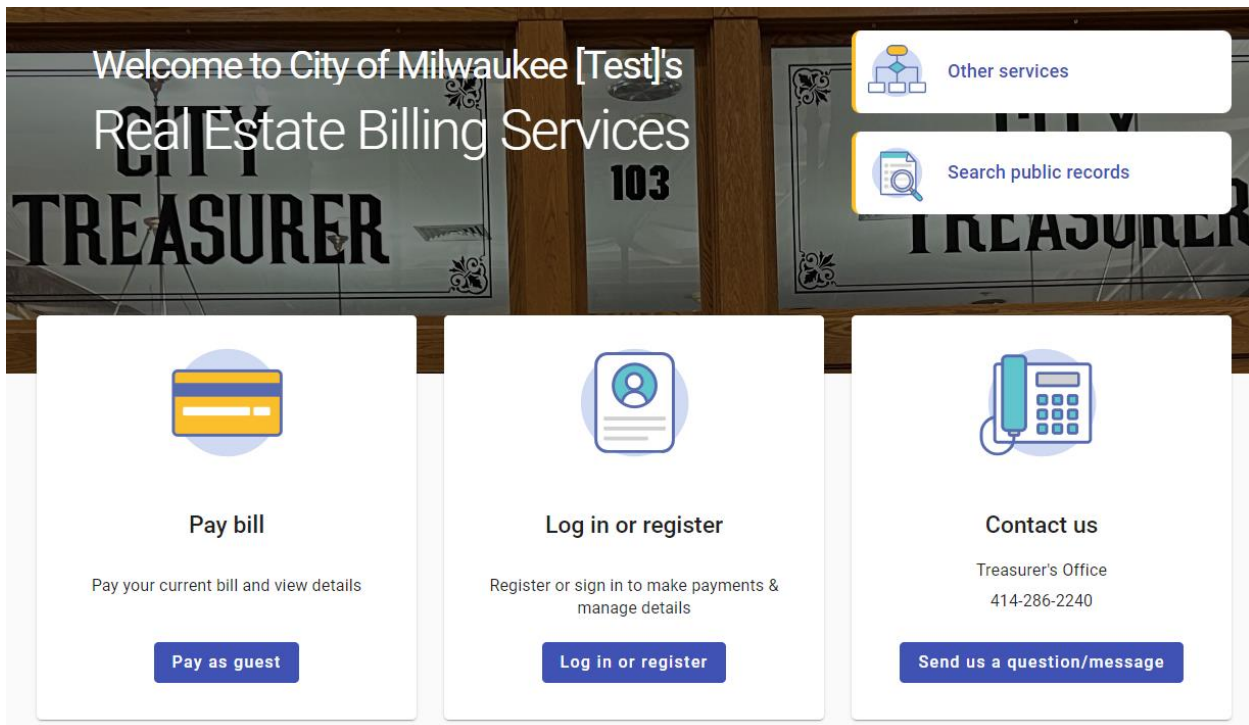 Welcome to City of Milwaukee [Test]'s
Real Estate Billing Services
Other services
Search public records
CITY
TREASURER
103
TREASURER
Pay bill
Pay your current bill and view details
Pay as guest
Log in or register
Register or sign in to make payments &
manage details
Log in or register
Contact us
Treasurer's Office
414-286-2240
Send us a question/message